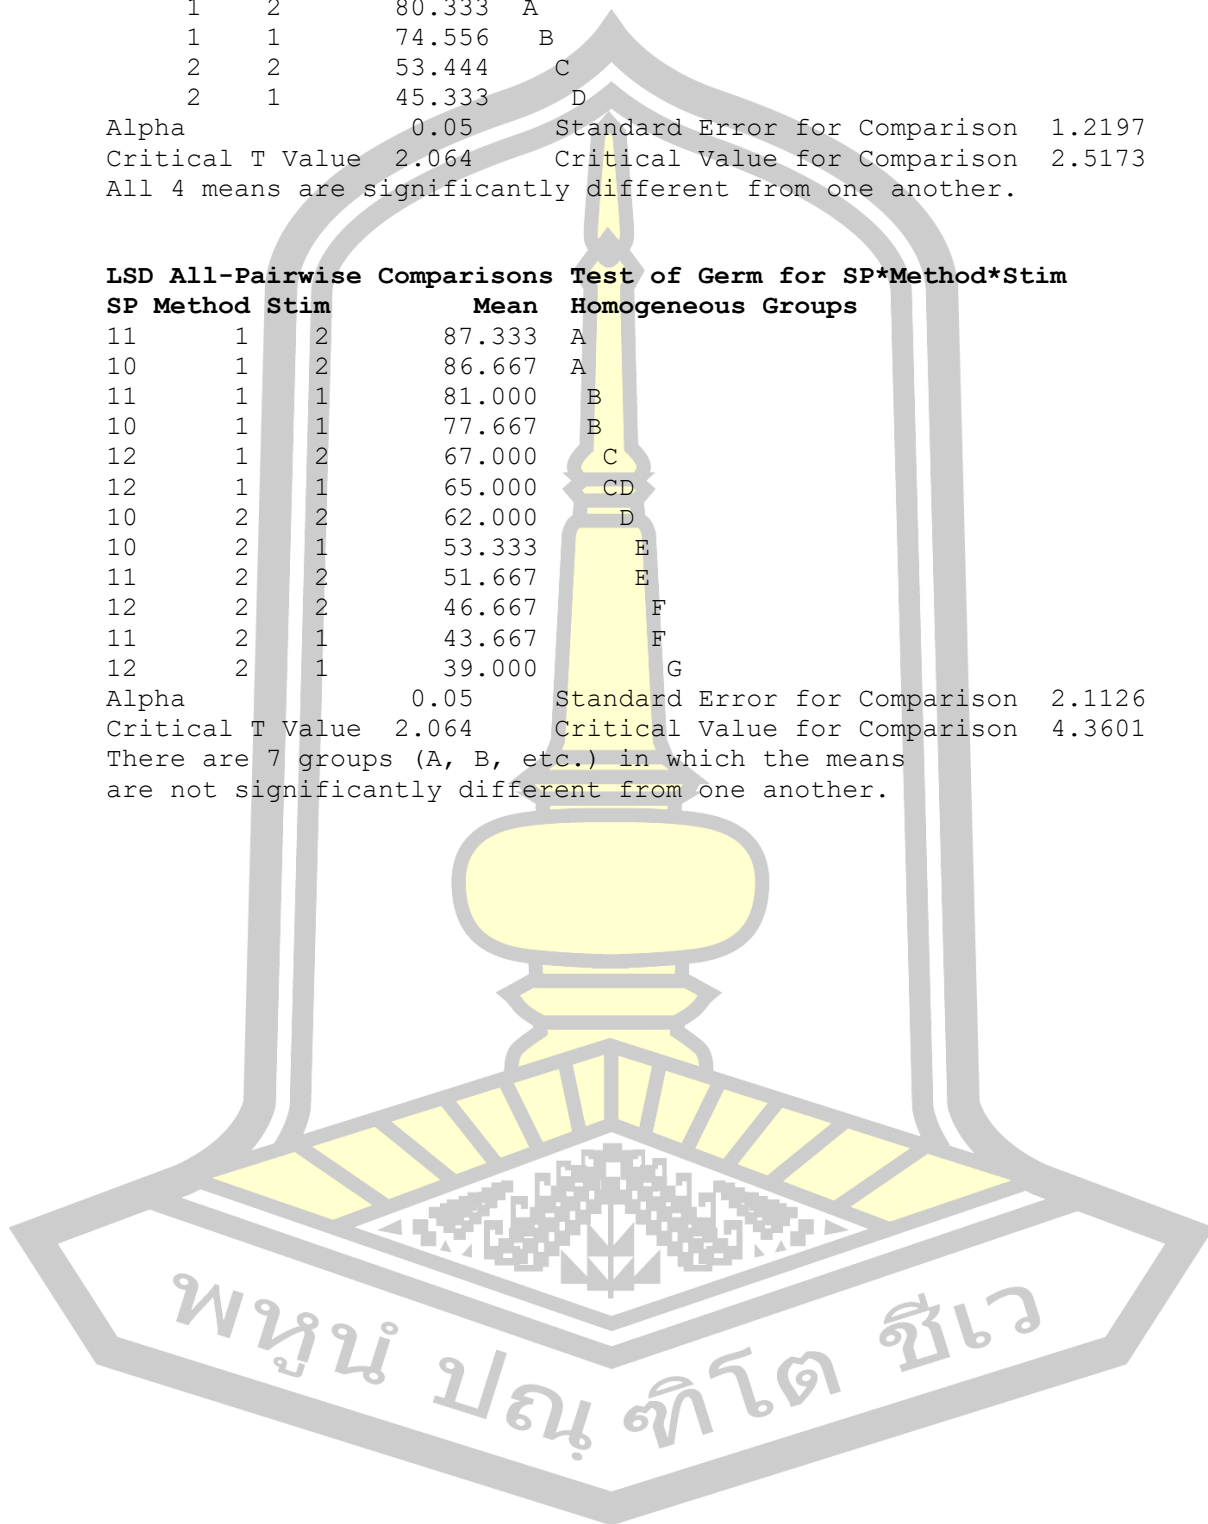 1 2 80.333 A
1 1 74.556 B
2 2 53.444 C
2 1 45.333 D
Alpha 0.05 Standard Error for Comparison 1.2197
Critical T Value 2.064 Critical Value for Comparison 2.5173
All 4 means are significantly different from one another.
LSD All-Pairwise Comparisons Test of Germ for SP*Method*Stim
SP Method Stim Mean Homogeneous Groups
11 1 2 87.333 A
10 1 2 86.667 A
11 1 1 81.000 B
10 1 1 77.667 B
12 1 2 67.000 C
12 1 1 65.000 CD
10 2 2 62.000 D
10 2 1 53.333 E
11 2 2 51.667 E
12 2 2 46.667 F
11 2 1 43.667 F
12 2 1 39.000 G
Alpha 0.05 Standard Error for Comparison 2.1126
Critical T Value 2.064 Critical Value for Comparison 4.3601
There are 7 groups (A, B, etc.) in which the means
are not significantly different from one another.
พหูนํ ปณฺ ฑิโต ชีเว